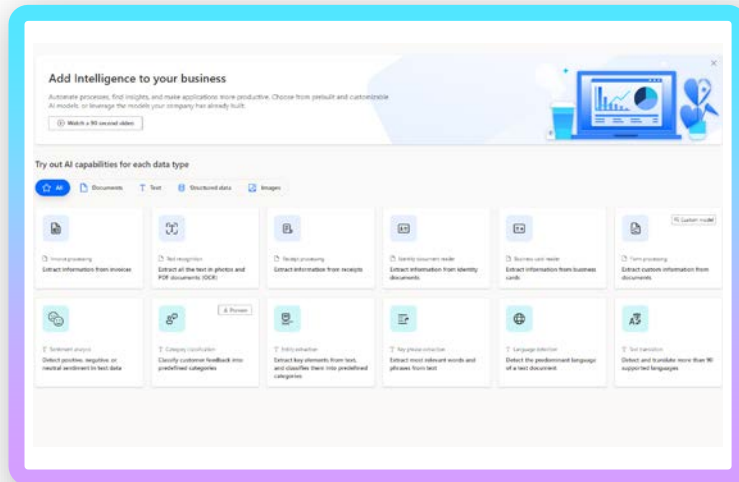 Add Intelligence to your business
Automate processes, find insights, and make applications more productive. Choose from prebuilt and customizable
AI models, or leverage the models your company has already built.
Watch a 90 second video
Try out AI capabilities for each data type
All
Documents
Text
Structured data
Images
Invoice processing
Extract information from invoices
Text recognition
Extract all the text in photos and
PDF documents (OCR)
Receipt processing
Extract information from receipts
Identity document reader
Extract information from identity
documents
Business card reader
Extract information from business
cards
Custom model
Form processing
Extract custom information from
documents
Sentiment analysis
Detect positive, negative, or
neutral sentiment in text data
Preview
Category classification
Classify customer feedback into
predefined categories
Entity extraction
Extract key elements from text,
and classifies them into predefined
categories
Key phrase extraction
Extract most relevant words and
phrases from text
Language detection
Detect the predominant language
of a text document
Text translation
Detect and translate more than 90
supported languages